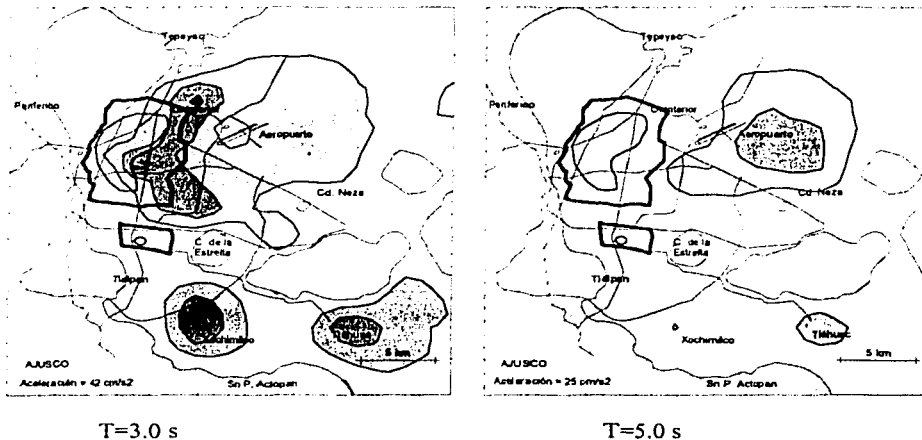 Tepeyac
Periferico
Aeropuerto
Cd. Neza
C. de la
Estrella
Tlalpan
Xochimilco
Tláhuac
5 km
AJUSCO
Aceleración = 42 cm/s2
Sn P. Actopan
T=3.0 s
Tepeyac
Periferico
Aeropuerto
Cd. Neza
C. de la
Estrella
Tlalpan
Xochimilco
Tláhuac
5 km
AJUSCO
Aceleración = 25 cm/s2
Sn P. Actopan
T=5.0 s